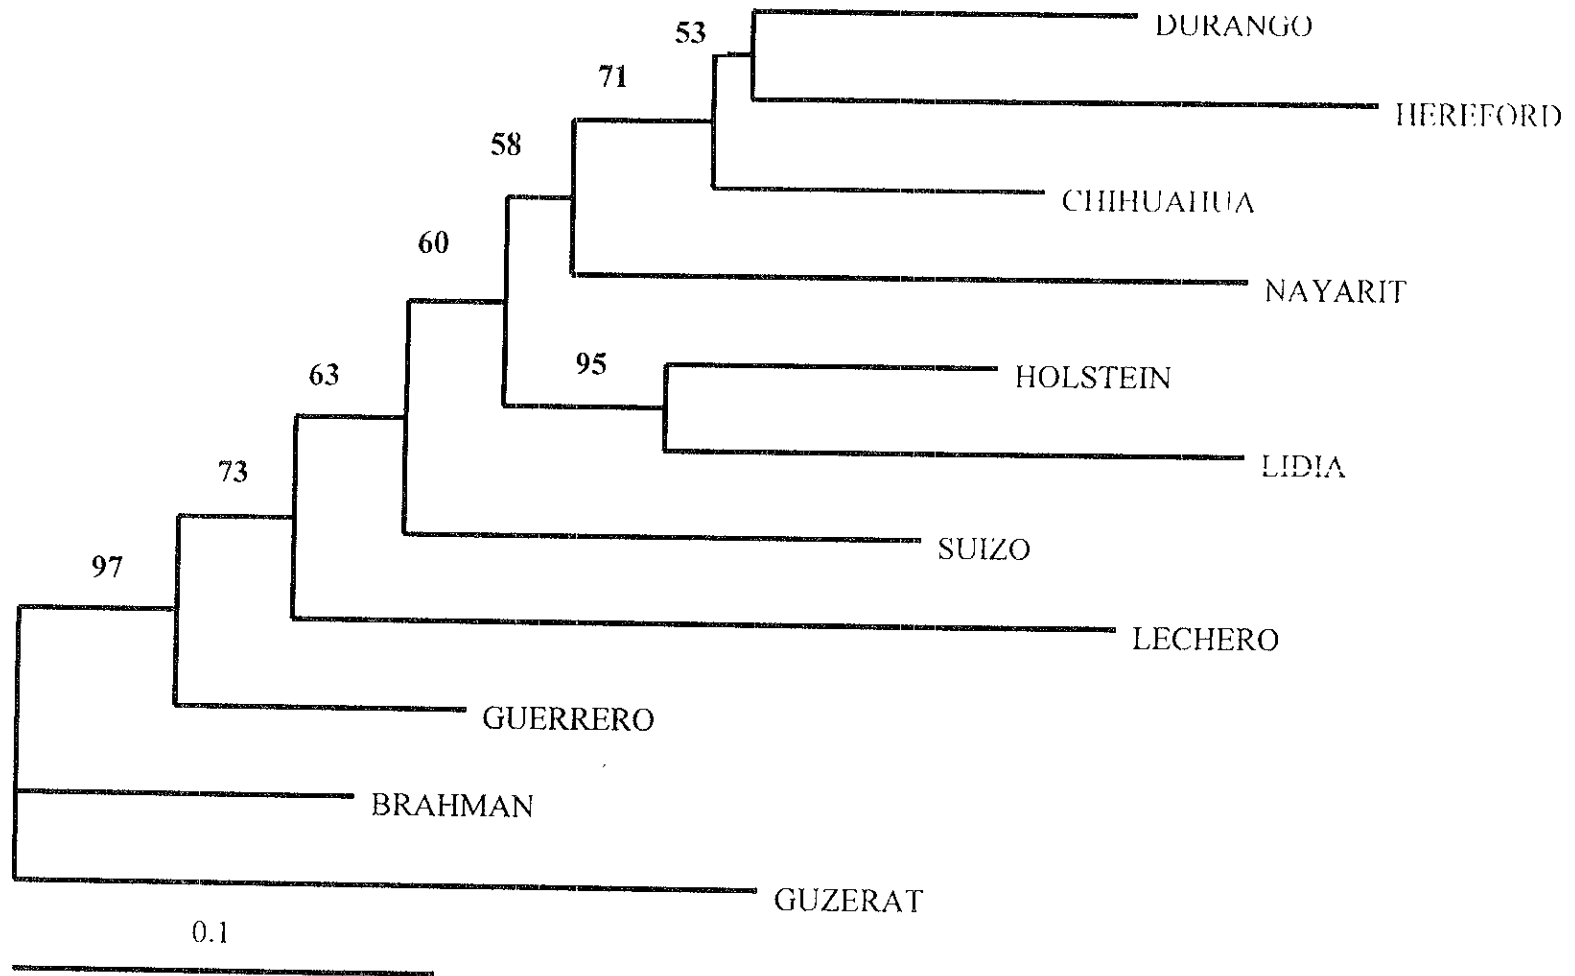 DURANGO
53
71
HEREFORD
58
CHIHUAHUA
60
NAYARIT
95
HOLSTEIN
63
LIDIA
73
SUIZO
97
LECHERO
GUERRERO
BRAHMAN
GUZERAT
0.1